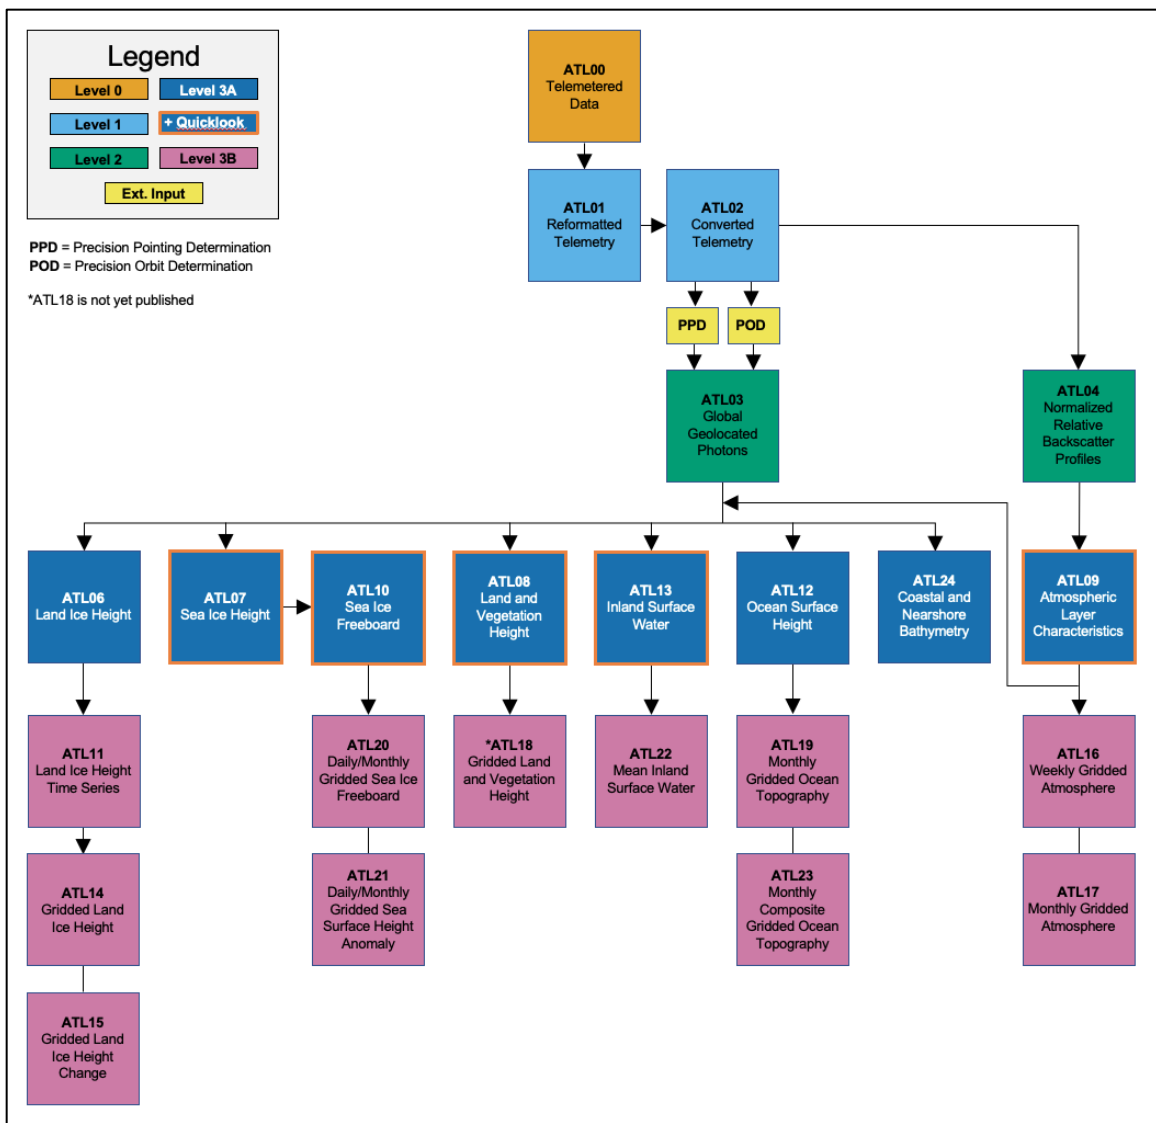 Legend
Level 0
Level 3A
Level 1
+ Quicklook
Level 2
Level 3B
Ext. Input
PPD = Precision Pointing Determination
POD = Precision Orbit Determination
*ATL18 is not yet published
ATL00
Telemetered
Data
ATL01
Reformatted
Telemetry
ATL02
Converted
Telemetry
PPD
POD
ATL03
Global
Geolocated
Photons
ATL04
Normalized
Relative
Backscatter
Profiles
ATL06
Land Ice Height
ATL07
Sea Ice Height
ATL10
Sea Ice
Freeboard
ATL08
Land and
Vegetation
Height
ATL13
Inland Surface
Water
ATL12
Ocean Surface
Height
ATL24
Coastal and
Nearshore
Bathymetry
ATL09
Atmospheric
Layer
Characteristics
ATL11
Land Ice Height
Time Series
ATL20
Daily/Monthly
Gridded Sea Ice
Freeboard
*ATL18
Gridded Land
and Vegetation
Height
ATL22
Mean Inland
Surface Water
ATL19
Monthly
Gridded Ocean
Topography
ATL16
Weekly Gridded
Atmosphere
ATL14
Gridded Land
Ice Height
ATL21
Daily/Monthly
Gridded Sea
Surface Height
Anomaly
ATL23
Monthly
Composite
Gridded Ocean
Topography
ATL17
Monthly Gridded
Atmosphere
ATL15
Gridded Land
Ice Height
Change